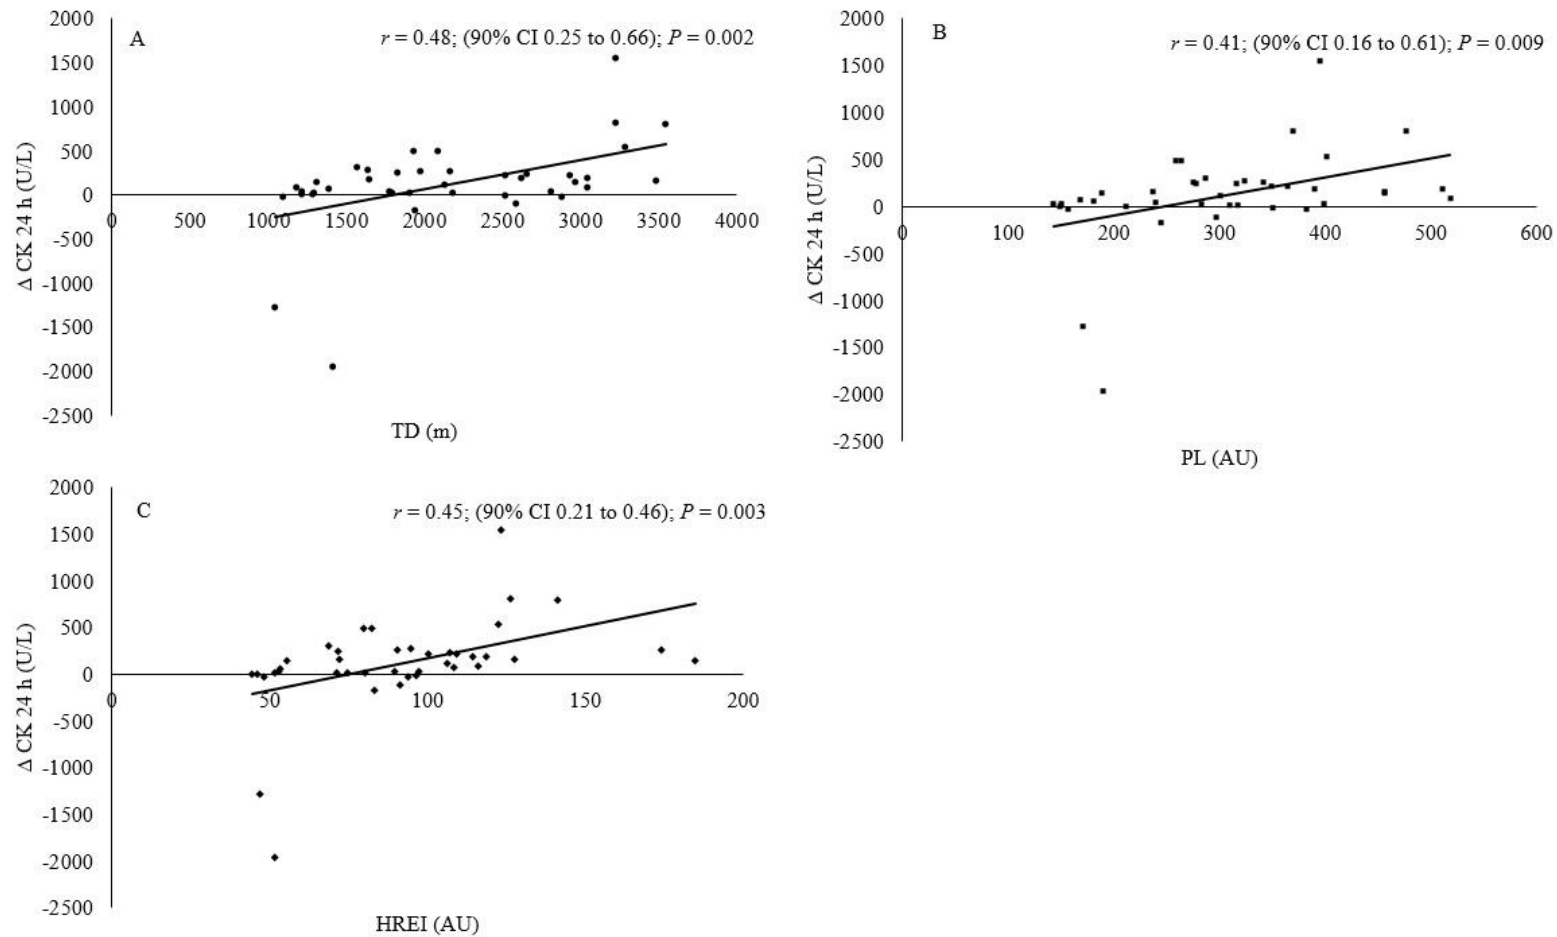 A
r = 0.48; (90% CI 0.25 to 0.66); P = 0.002
2000
1500
1000
500
0
-500
-1000
-1500
-2000
-2500
Δ CK 24 h (U/L)
0 500 1000 1500 2000 2500 3000 3500 4000
TD (m)
B
r = 0.41; (90% CI 0.16 to 0.61); P = 0.009
2000
1500
1000
500
0
-500
-1000
-1500
-2000
-2500
Δ CK 24 h (U/L)
0 100 200 300 400 500 600
PL (AU)
C
r = 0.45; (90% CI 0.21 to 0.46); P = 0.003
2000
1500
1000
500
0
-500
-1000
-1500
-2000
-2500
Δ CK 24 h (U/L)
0 50 100 150 200
HREI (AU)